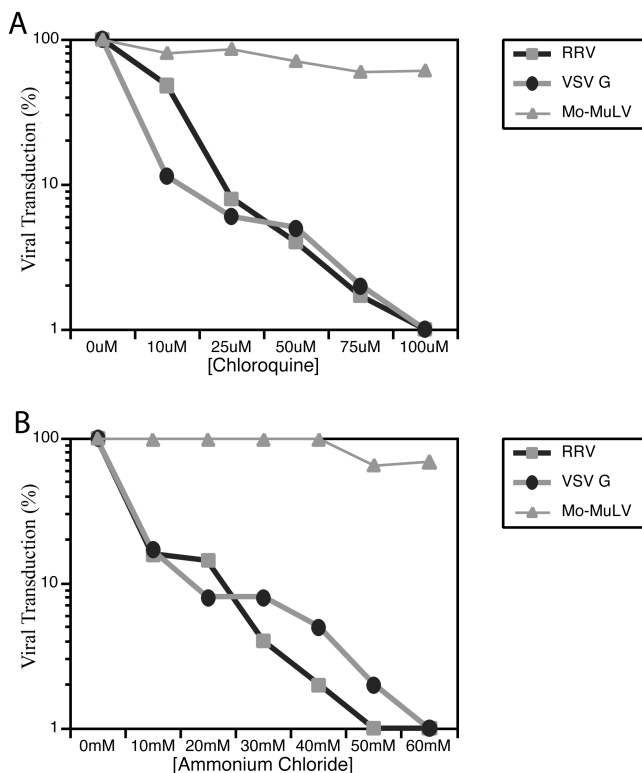 A
100
10
1
Viral Transduction (%)
0uM 10uM 25uM 50uM 75uM 100uM
[Chloroquine]
RRV
VSV G
Mo-MuLV
B
100
10
1
Viral Transduction (%)
0mM 10mM 20mM 30mM 40mM 50mM 60mM
[Ammonium Chloride]
RRV
VSV G
Mo-MuLV